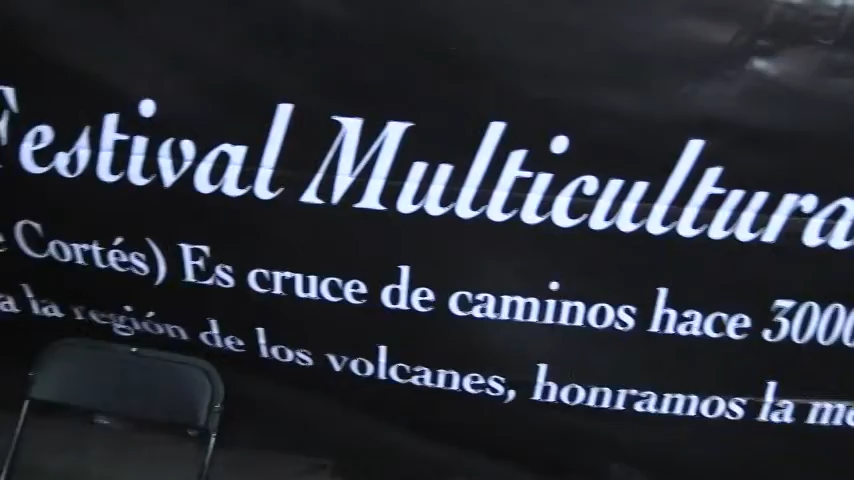 Festival Multicultura
Cortés) Es cruce de caminos hace 3000
a la región de los volcanes, honramos la me